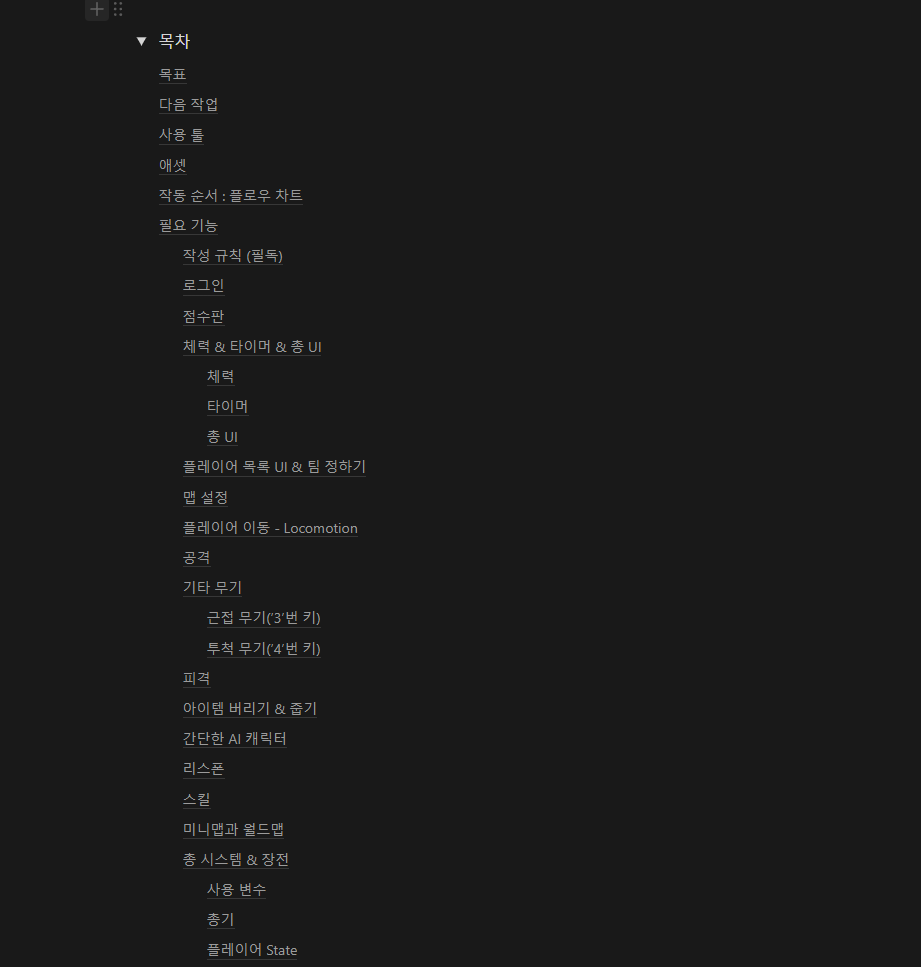 목차
목표
다음 작업
사용 툴
애셋
작동 순서 : 플로우 차트
필요 기능
작성 규칙 (필독)
로그인
점수판
체력 & 타이머 & 총 UI
체력
타이머
총 UI
플레이어 목록 UI & 팀 정하기
맵 설정
플레이어 이동 - Locomotion
공격
기타 무기
근접 무기(’3’번 키)
투척 무기(’4’번 키)
피격
아이템 버리기 & 줍기
간단한 AI 캐릭터
리스폰
스킬
미니맵과 월드맵
총 시스템 & 장전
사용 변수
총기
플레이어 State